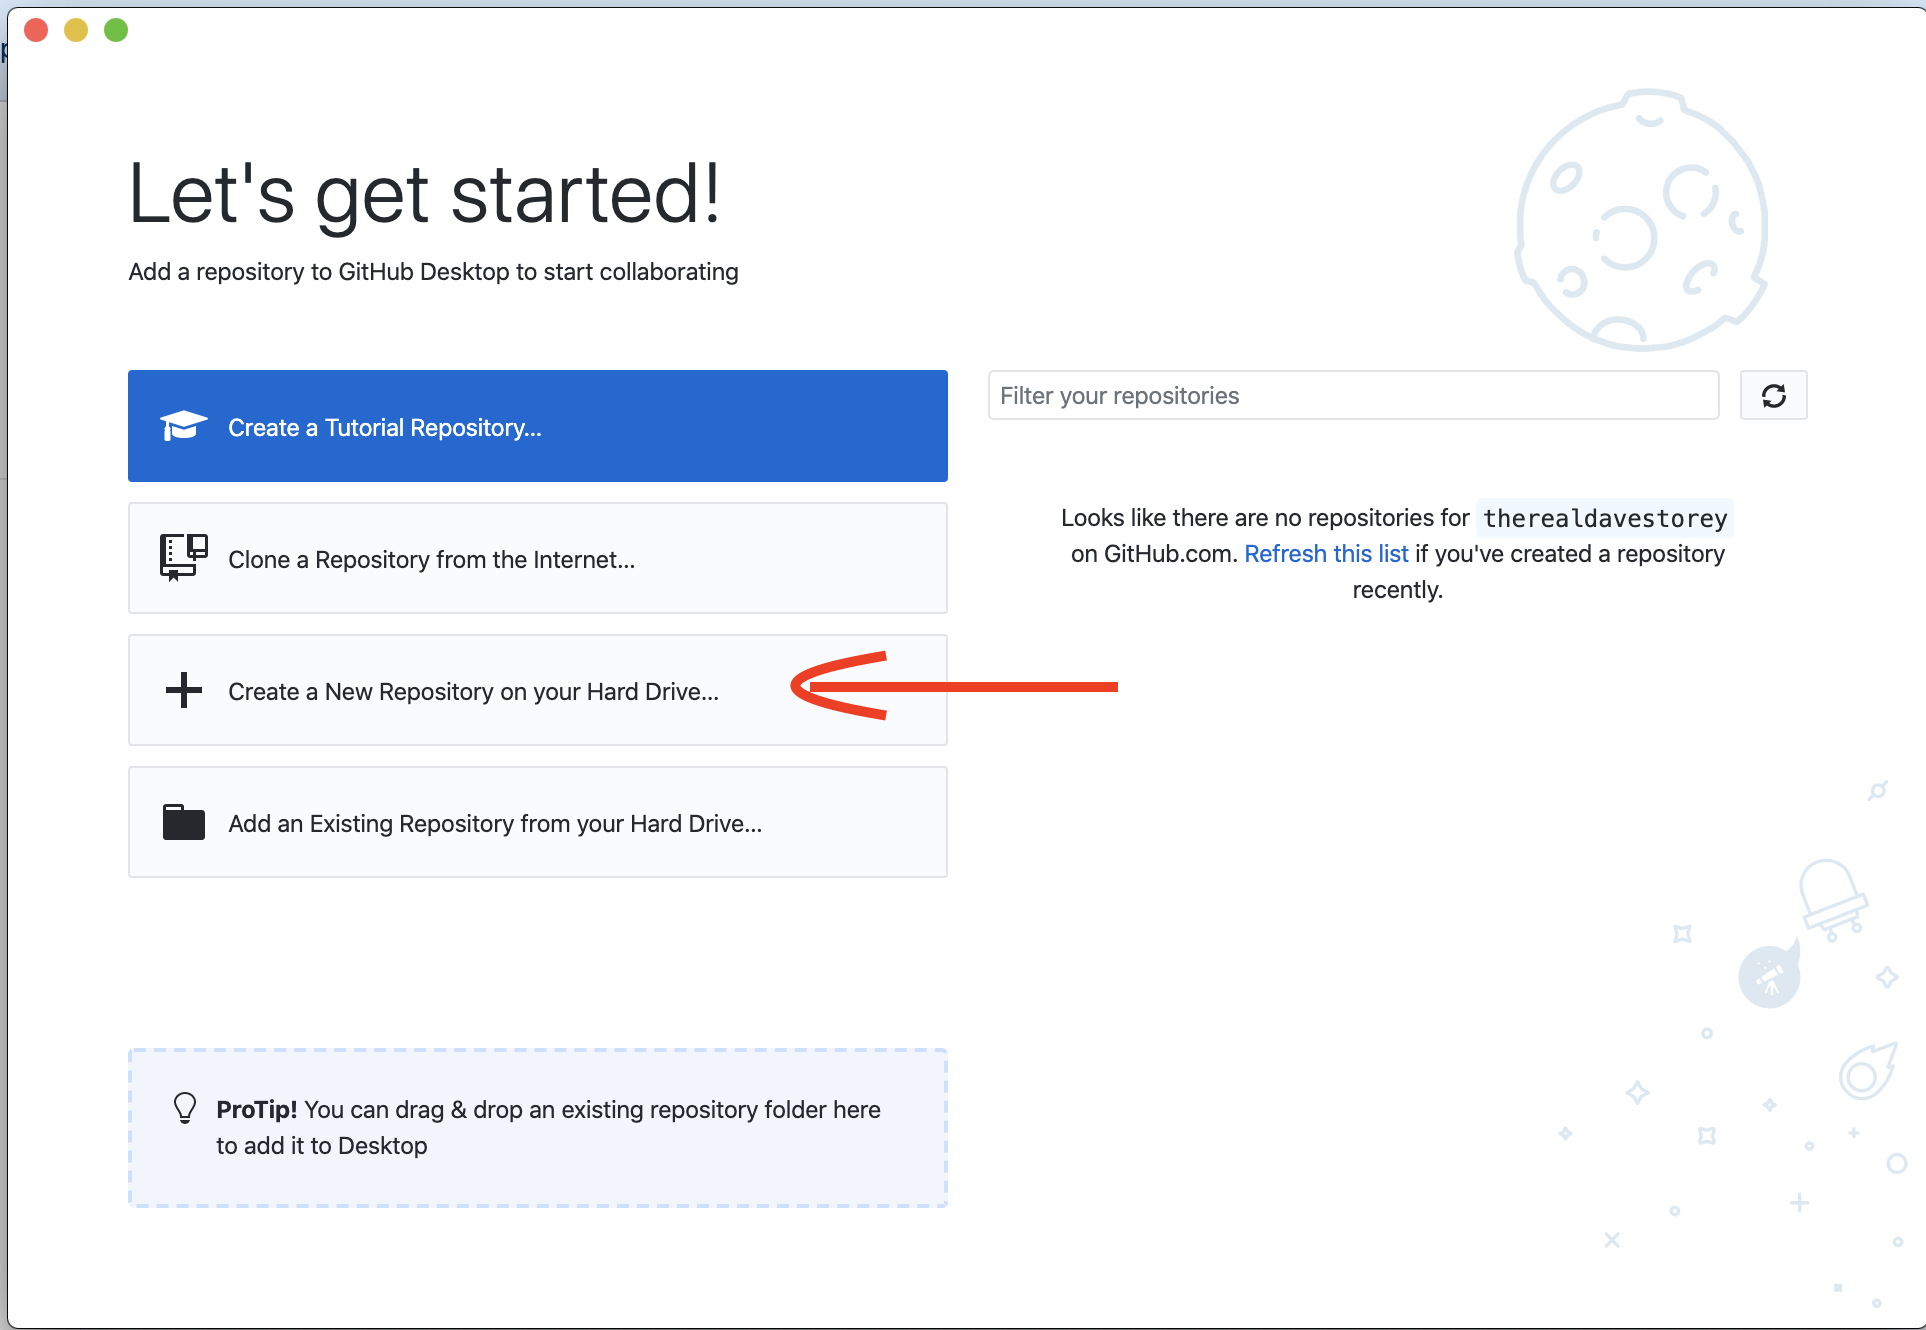 Let's get started!
Add a repository to GitHub Desktop to start collaborating
Create a Tutorial Repository...
Clone a Repository from the Internet...
Create a New Repository on your Hard Drive...
Add an Existing Repository from your Hard Drive...
ProTip! You can drag & drop an existing repository folder here
to add it to Desktop
Filter your repositories
Looks like there are no repositories for therealdavestorey
on GitHub.com. Refresh this list if you've created a repository
recently.